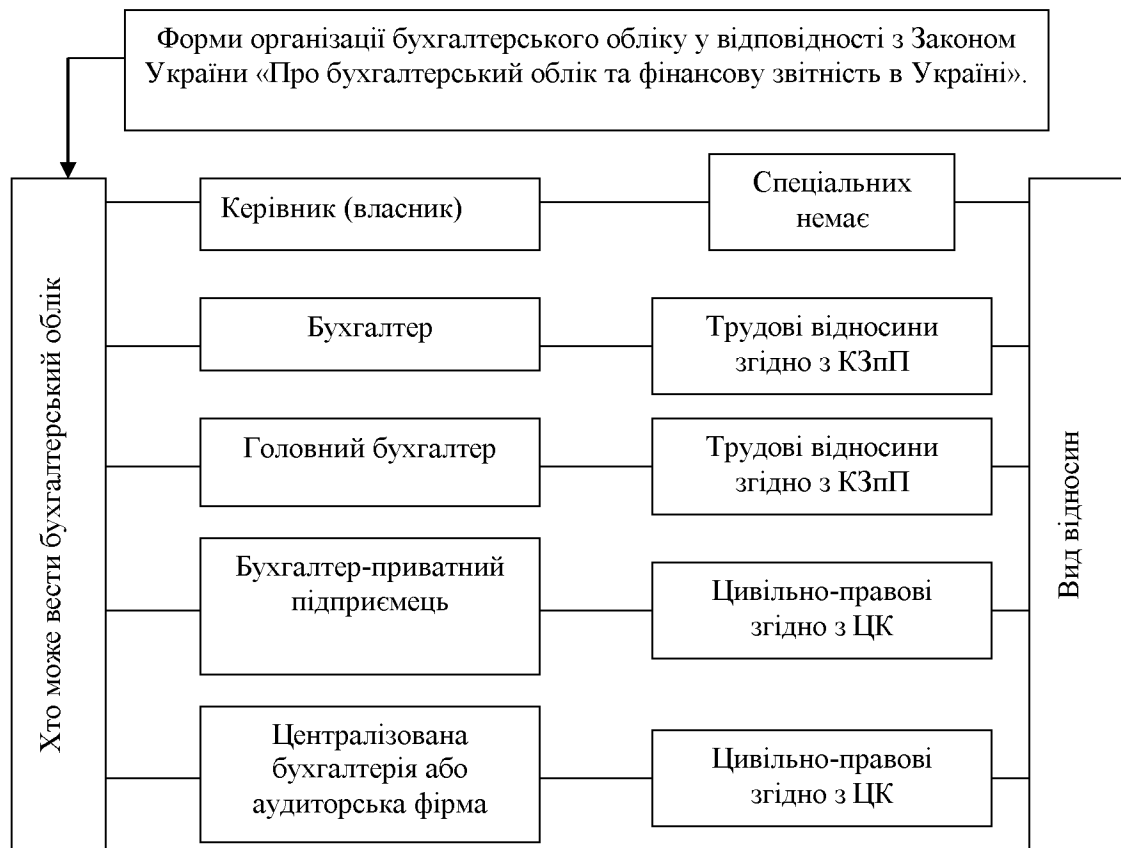 Форми організації бухгалтерського обліку у відповідності з Законом
України «Про бухгалтерський облік та фінансову звітність в Україні».
Хто може вести бухгалтерський облік
Керівник (власник)
Спеціальних
немає
Бухгалтер
Трудові відносини
згідно з КЗпП
Головний бухгалтер
Трудові відносини
згідно з КЗпП
Бухгалтер-приватний
підприємець
Цивільно-правові
згідно з ЦК
Централізована
бухгалтерія або
аудиторська фірма
Цивільно-правові
згідно з ЦК
Вид відносин